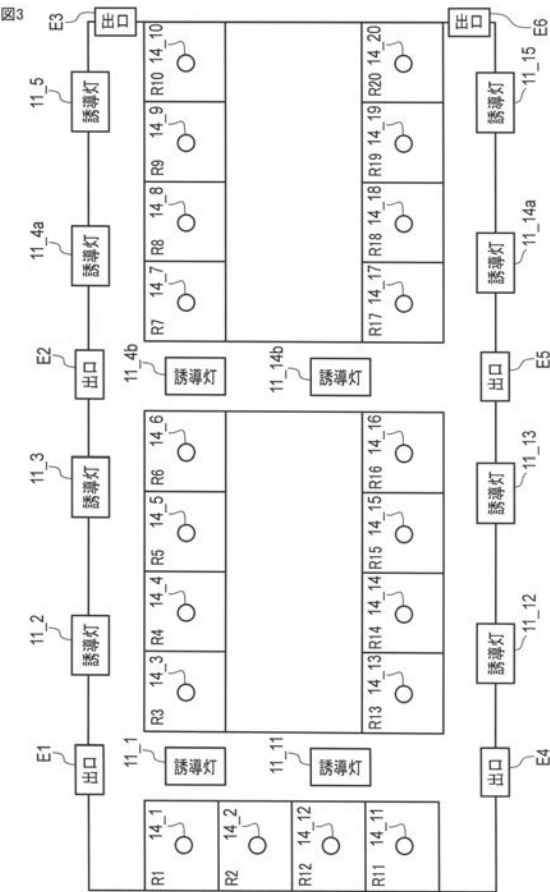 図3
E3
出口
11_5
誘導灯
11_4a
誘導灯
E2
出口
11_3
誘導灯
11_2
誘導灯
E1
出口
R10
14_10
R9
14_9
R8
14_8
R7
14_7
11_4b
誘導灯
R6
14_6
R5
14_5
R4
14_4
R3
14_3
11_1
誘導灯
R1
14_1
R2
14_2
R12
14_12
R11
14_11
11_14b
誘導灯
11_11
誘導灯
R20
14_20
R19
14_19
R18
14_18
R17
14_17
R16
14_16
R15
14_15
R14
14_14
R13
14_13
出口
E6
誘導灯
11_15
誘導灯
11_14a
出口
E5
誘導灯
11_13
誘導灯
11_12
出口
E4